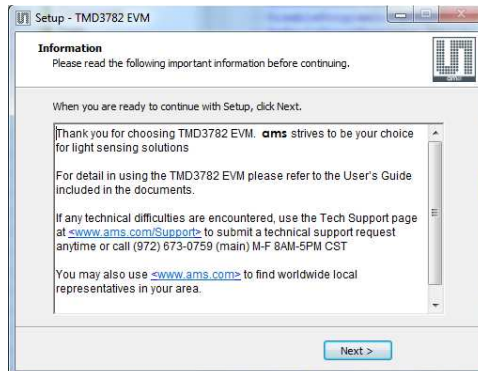 Setup - TMD3782 EVM
Information
Please read the following important information before continuing.
am
When you are ready to continue with Setup, click Next.
Thank you for choosing TMD3782 EVM. ams strives to be your choice
for light sensing solutions
For detail in using the TMD3782 EVM please refer to the User's Guide
included in the documents.
If any technical difficulties are encountered, use the Tech Support page
at <www.ams.com/Support> to submit a technical support request
anytime or call (972) 673-0759 (main) M-F 8AM-5PM CST
You may also use <www.ams.com> to find worldwide local
representatives in your area.
Next >